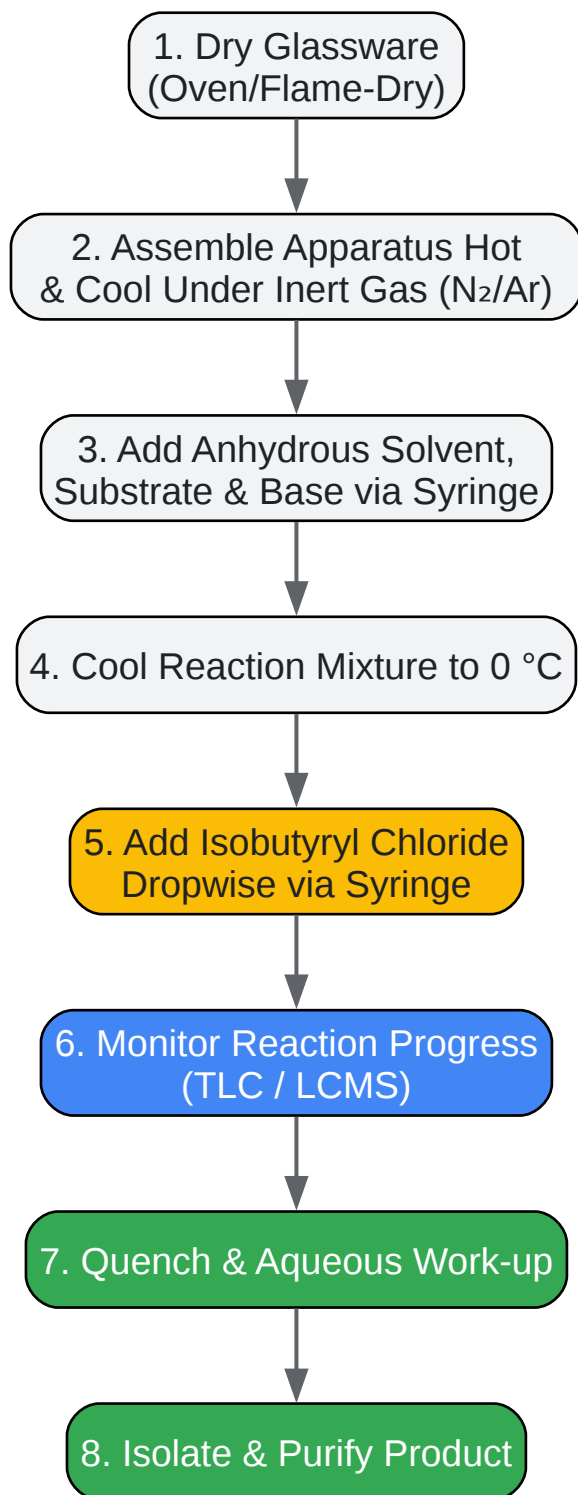 1. Dry Glassware
(Oven/Flame-Dry)
2. Assemble Apparatus Hot
& Cool Under Inert Gas (N₂/Ar)
3. Add Anhydrous Solvent,
Substrate & Base via Syringe
4. Cool Reaction Mixture to 0 °C
5. Add Isobutyryl Chloride
Dropwise via Syringe
6. Monitor Reaction Progress
(TLC / LCMS)
7. Quench & Aqueous Work-up
8. Isolate & Purify Product